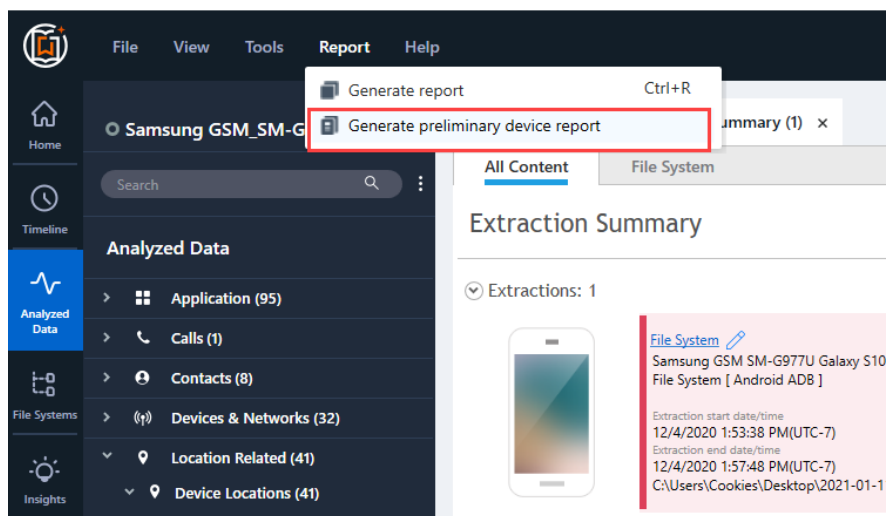 File View Tools Report Help
Generate report Ctrl+R
Generate preliminary device report
Home
Timeline
Analyzed
Data
File Systems
Insights
Samsung GSM_SM-G
Search
Analyzed Data
Application (95)
Calls (1)
Contacts (8)
Devices & Networks (32)
Location Related (41)
Device Locations (41)
ummary (1) ×
All Content File System
Extraction Summary
Extractions: 1
File System
Samsung GSM SM-G977U Galaxy S10
File System [ Android ADB ]
Extraction start date/time
12/4/2020 1:53:38 PM(UTC-7)
Extraction end date/time
12/4/2020 1:57:48 PM(UTC-7)
C:\Users\Cookies\Desktop\2021-01-1